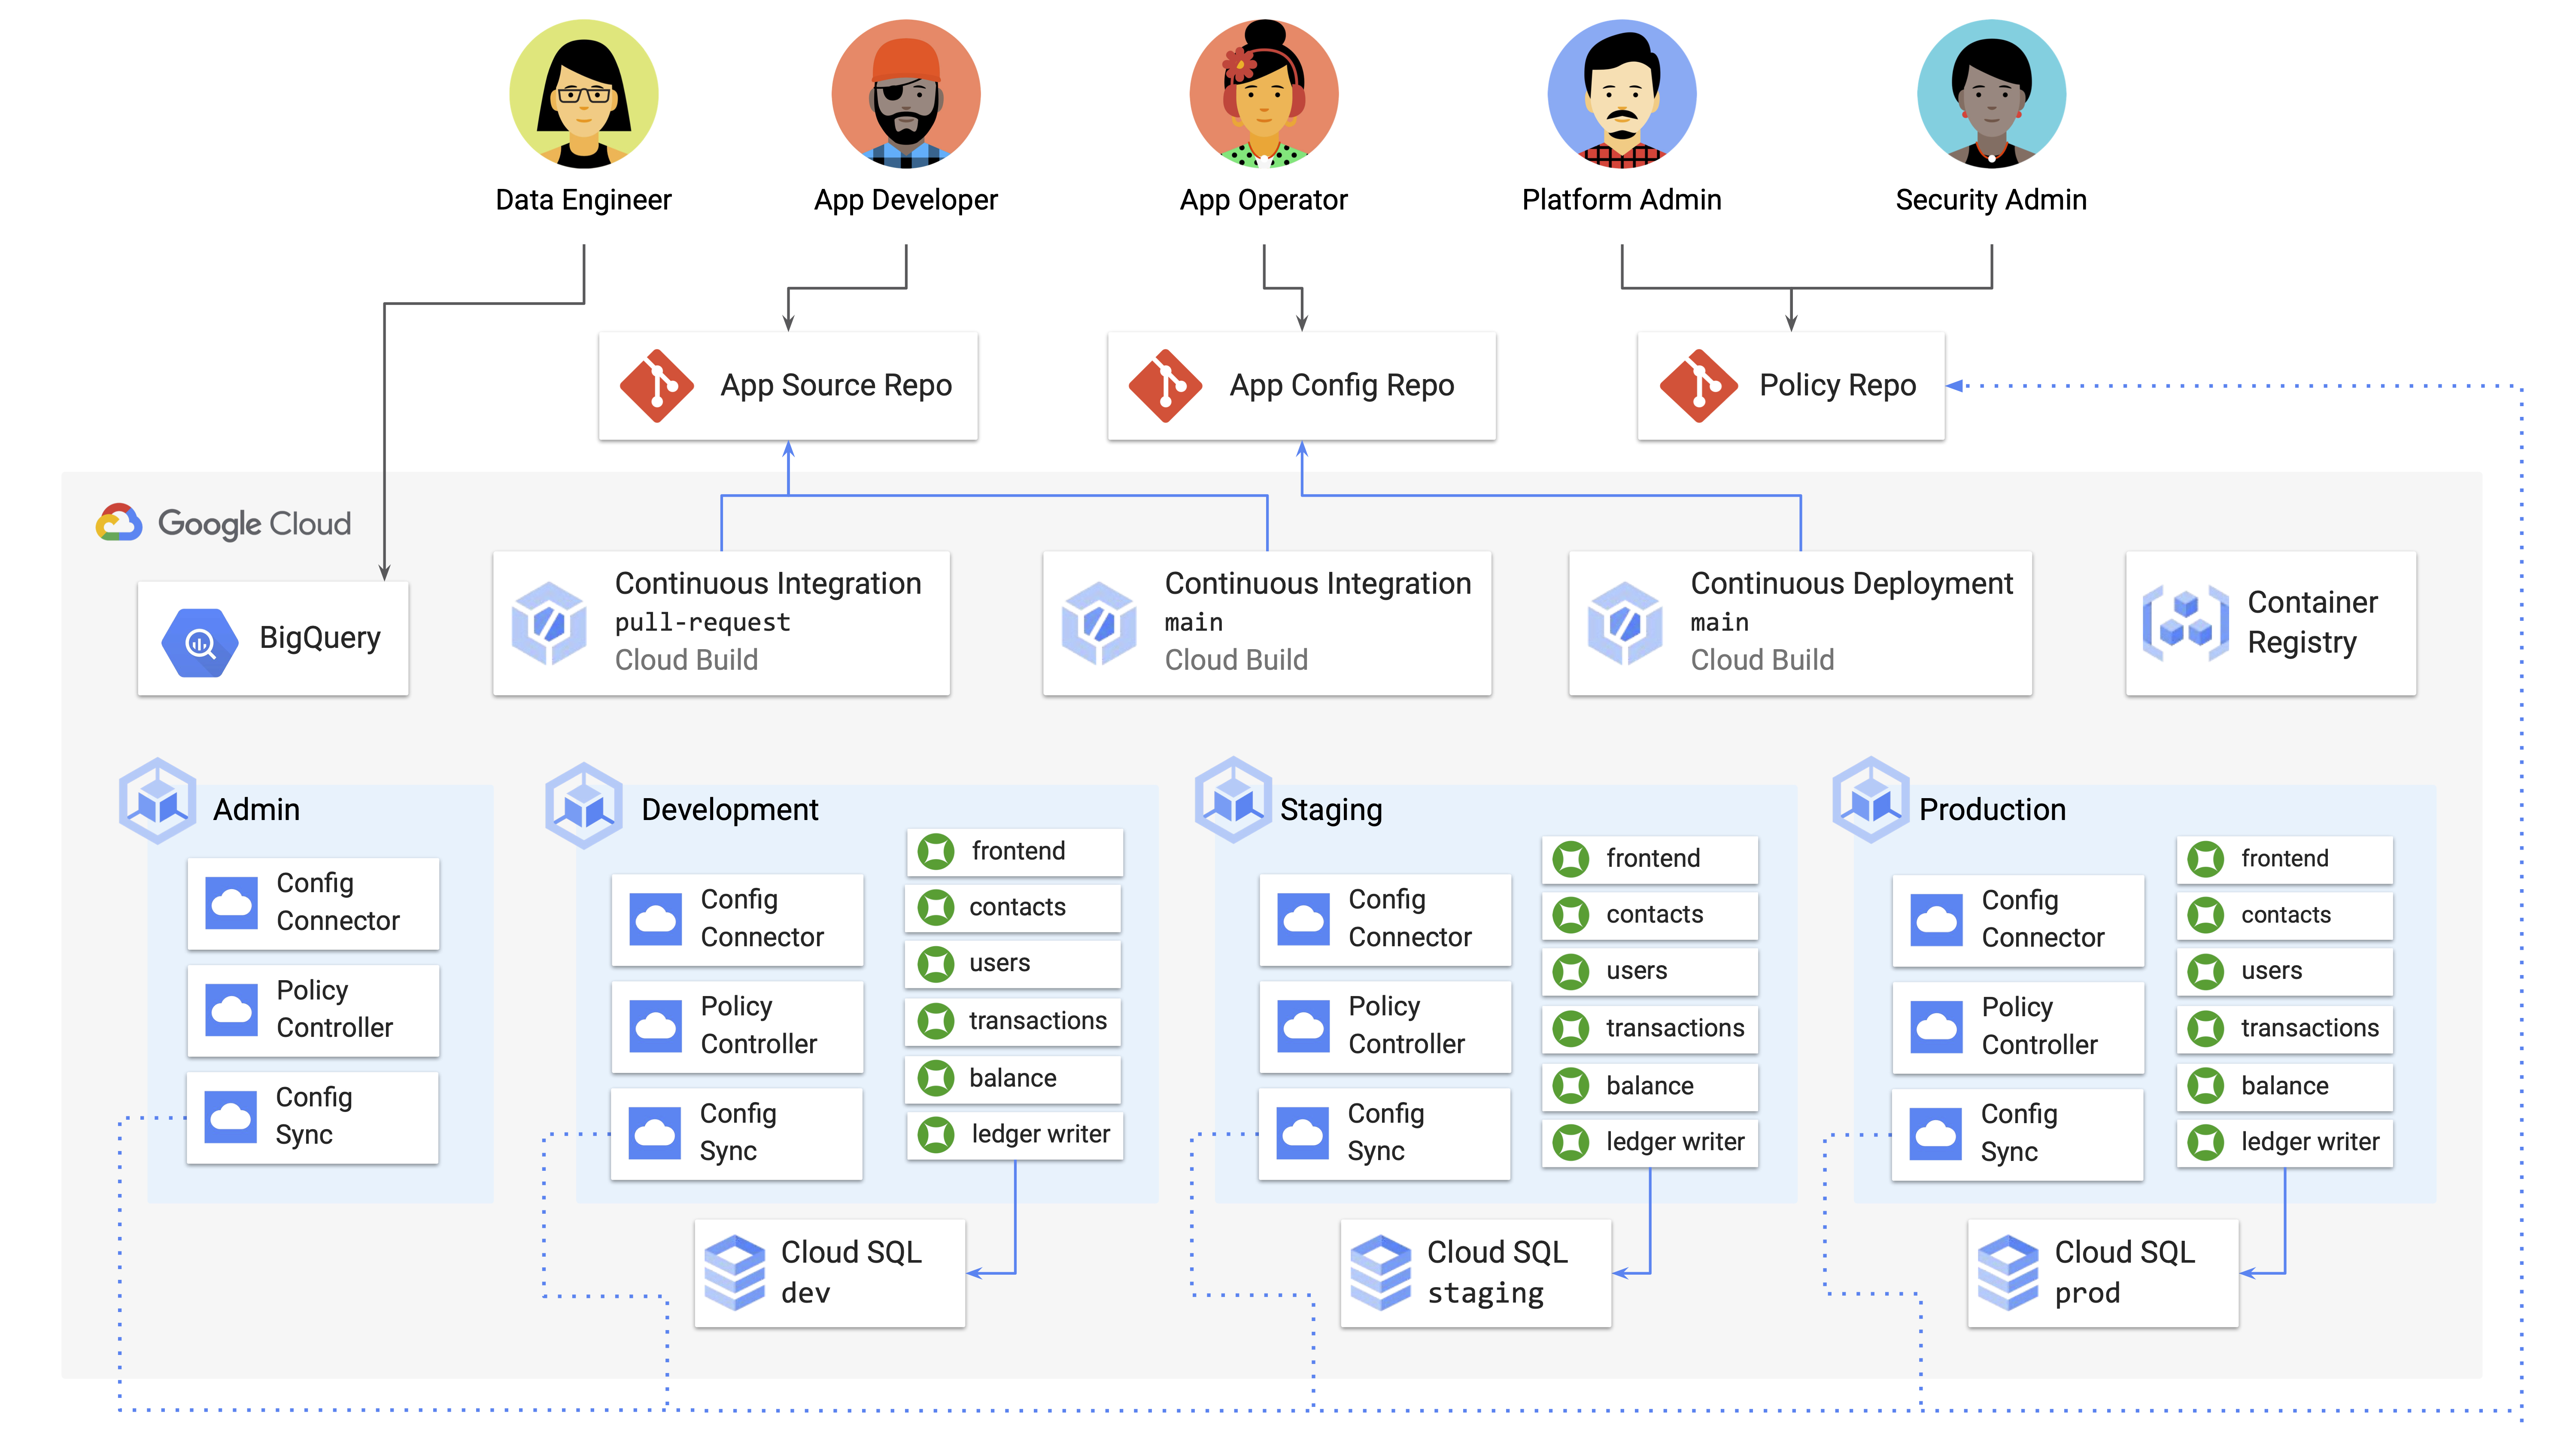 Data Engineer
App Developer
App Operator
Platform Admin
Security Admin
App Source Repo
App Config Repo
Policy Repo
Google Cloud
BigQuery
Continuous Integration
pull-request
Cloud Build
Continuous Integration
main
Cloud Build
Continuous Deployment
main
Cloud Build
Container
Registry
Admin
Config
Connector
Policy
Controller
Config
Sync
Development
Config
Connector
Policy
Controller
Config
Sync
frontend
contacts
users
transactions
balance
ledger writer
Cloud SQL
dev
Staging
Config
Connector
Policy
Controller
Config
Sync
frontend
contacts
users
transactions
balance
ledger writer
Cloud SQL
staging
Production
Config
Connector
Policy
Controller
Config
Sync
frontend
contacts
users
transactions
balance
ledger writer
Cloud SQL
prod